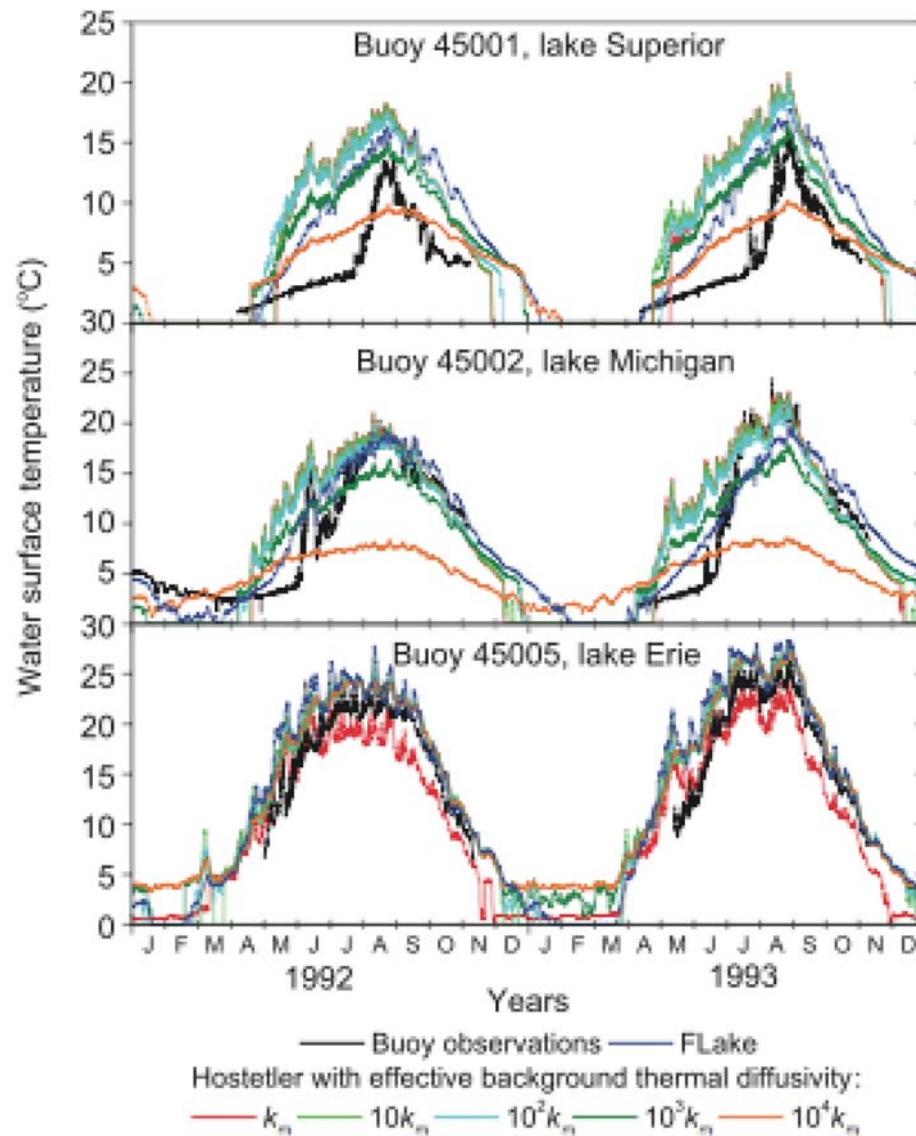 25
Buoy 45001, lake Superior
20
15
10
5
30
Buoy 45002, lake Michigan
25
20
15
10
5
30
Buoy 45005, lake Erie
25
20
15
10
5
0
Water surface temperature (°C)
J F M A M J J A S O N D J F M A M J J A S O N D
1992 1993
Years
Buoy observations FLake
Hostetler with effective background thermal diffusivity:
kₘ 10kₘ 10²kₘ 10³kₘ 10⁴kₘ